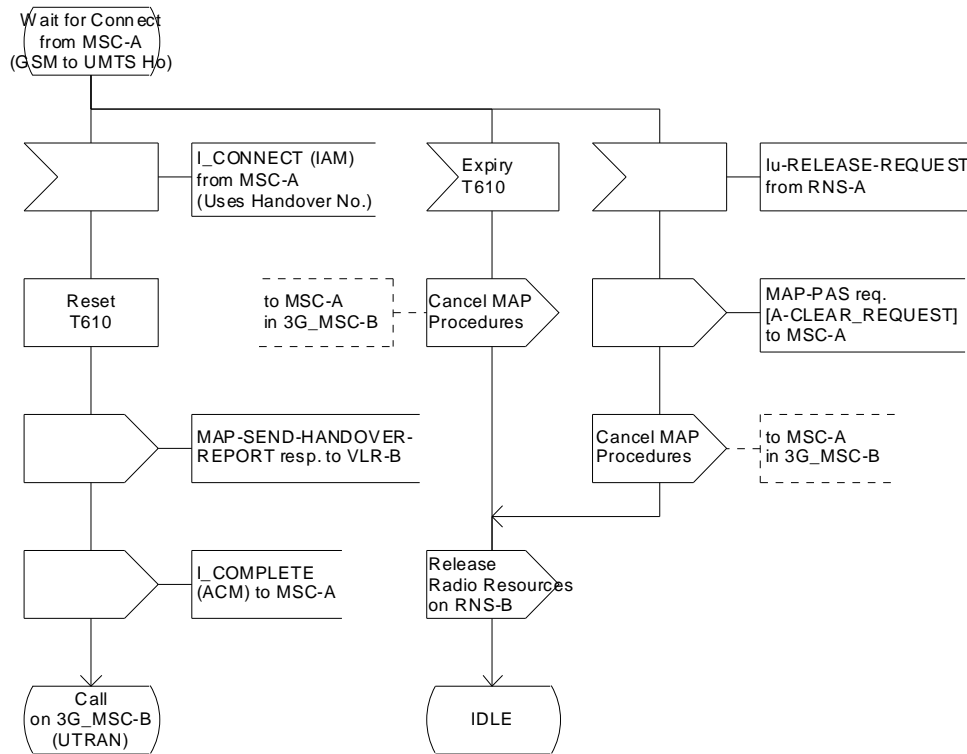 Wait for Connect
from MSC-A
(GSM to UMTS Ho)
I_CONNECT (IAM)
from MSC-A
(Uses Handover No.)
Expiry
T610
Iu-RELEASE-REQUEST
from RNS-A
Reset
T610
to MSC-A
in 3G_MSC-B
Cancel MAP
Procedures
MAP-PAS req.
[A-CLEAR_REQUEST]
to MSC-A
MAP-SEND-HANDOVER-
REPORT resp. to VLR-B
Cancel MAP
Procedures
to MSC-A
in 3G_MSC-B
I_COMPLETE
(ACM) to MSC-A
Release
Radio Resources
on RNS-B
Call
on 3G_MSC-B
(UTRAN)
IDLE